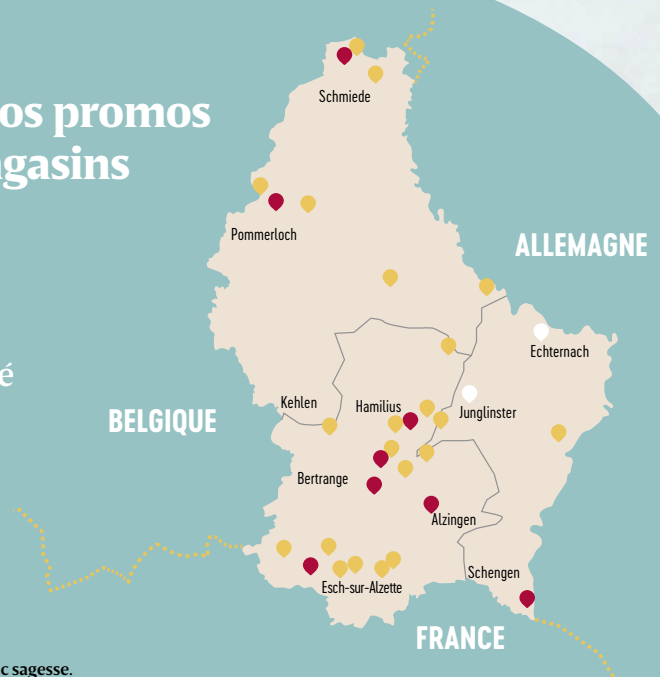 os promos
gasins
Schmiede
Pommerloch
ALLEMAGNE
Echternach
é
Kehlen
Hamilius
Junglinster
BELGIQUE
Bertrange
Alzingen
Schengen
Esch-sur-Alzette
FRANCE
c sagesse.